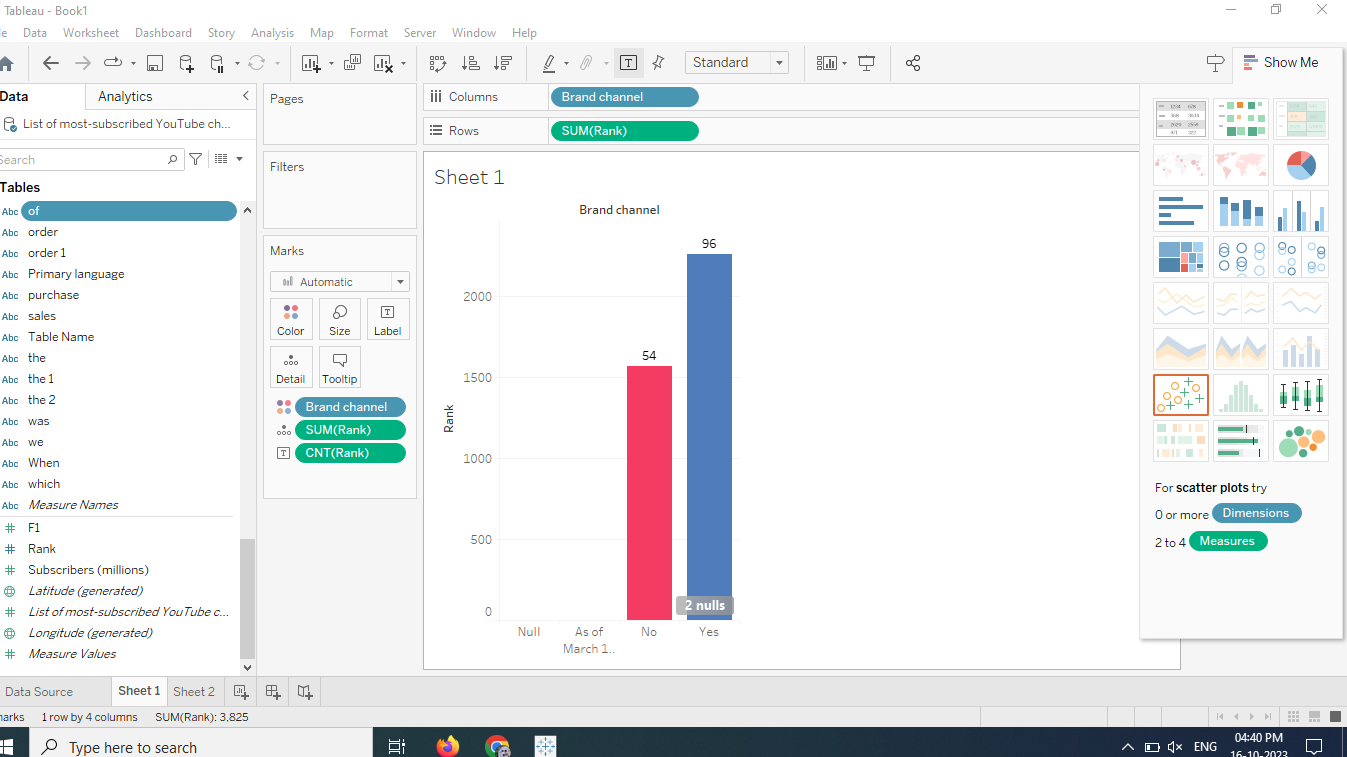 Tableau - Book1
Data Worksheet Dashboard Story Analysis Map Format Server Window Help
Standard
Show Me
Data Analytics
List of most-subscribed YouTube ch...
Search
Tables
Abc of
Abc order
Abc order 1
Abc Primary language
Abc purchase
Abc sales
Abc Table Name
Abc the
Abc the 1
Abc the 2
Abc was
Abc we
Abc When
Abc which
Abc Measure Names
# F1
# Rank
# Subscribers (millions)
Latitude (generated)
# List of most-subscribed YouTube c...
Longitude (generated)
# Measure Values
Pages
Filters
Marks
Automatic
Color Size Label
Detail Tooltip
Brand channel
SUM(Rank)
T CNT(Rank)
Columns Brand channel
Rows SUM(Rank)
Sheet 1
Brand channel
96
54
2000
1500
1000
500
0
Rank
2 nulls
Null As of No Yes
March 1..
For scatter plots try
0 or more Dimensions
2 to 4 Measures
Data Source Sheet 1 Sheet 2
arks 1 row by 4 columns SUM(Rank): 3,825
Type here to search
ENG
04:40 PM
16-10-2023